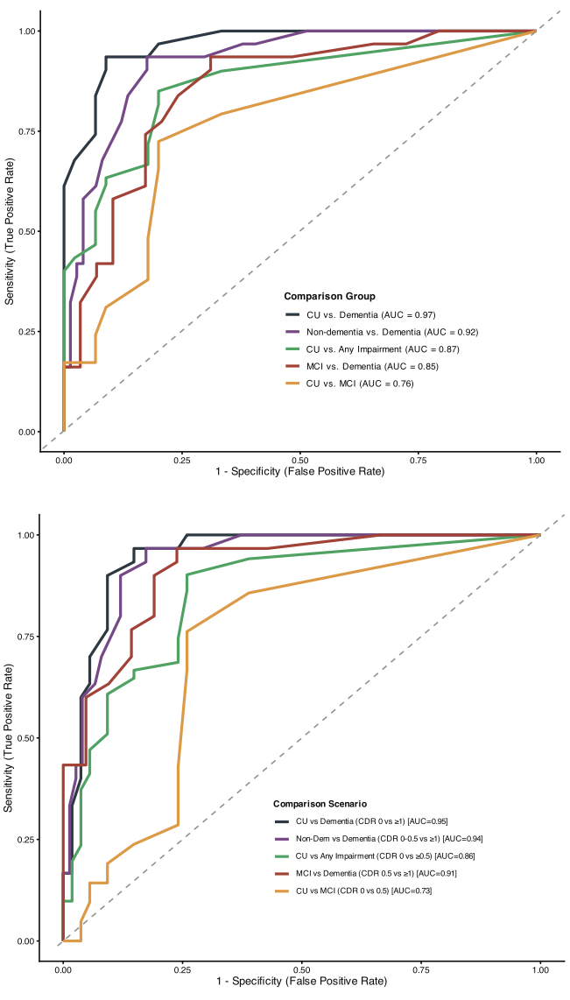 1.00
0.75
0.50
0.25
0.00
Sensitivity (True Positive Rate)
Comparison Group
CU vs. Dementia (AUC = 0.97)
Non-dementia vs. Dementia (AUC = 0.92)
CU vs. Any Impairment (AUC = 0.87)
MCI vs. Dementia (AUC = 0.85)
CU vs. MCI (AUC = 0.76)
0.00 0.25 0.50 0.75 1.00
1 - Specificity (False Positive Rate)
1.00
0.75
0.50
0.25
0.00
Sensitivity (True Positive Rate)
Comparison Scenario
CU vs Dementia (CDR 0 vs ≥1) [AUC=0.95]
Non-Dem vs Dementia (CDR 0-0.5 vs ≥1) [AUC=0.94]
CU vs Any Impairment (CDR 0 vs ≥0.5) [AUC=0.86]
MCI vs Dementia (CDR 0.5 vs ≥1) [AUC=0.91]
CU vs MCI (CDR 0 vs 0.5) [AUC=0.73]
0.00 0.25 0.50 0.75 1.00
1 - Specificity (False Positive Rate)